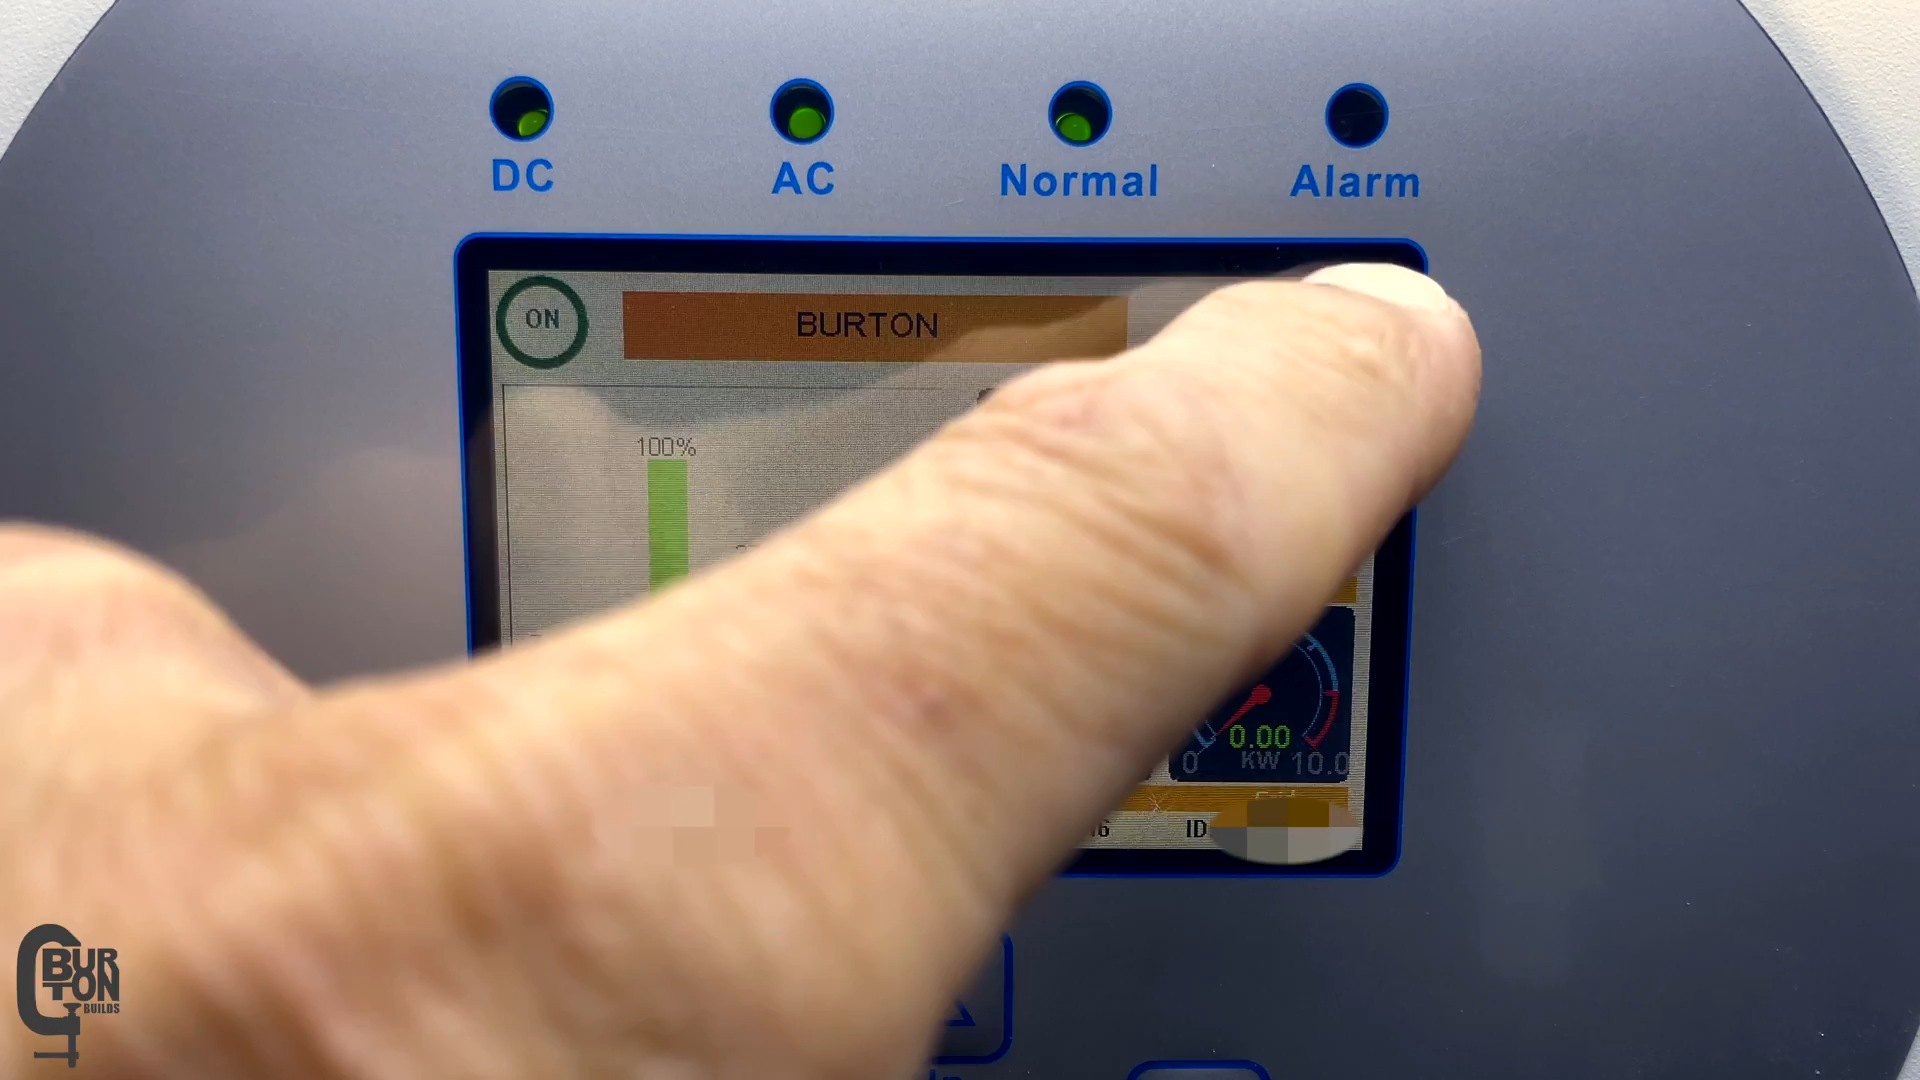 DC AC Normal Alarm
ON BURTON
100%
0.00
0 KW 10.0
ID
BURTON
BUILDS